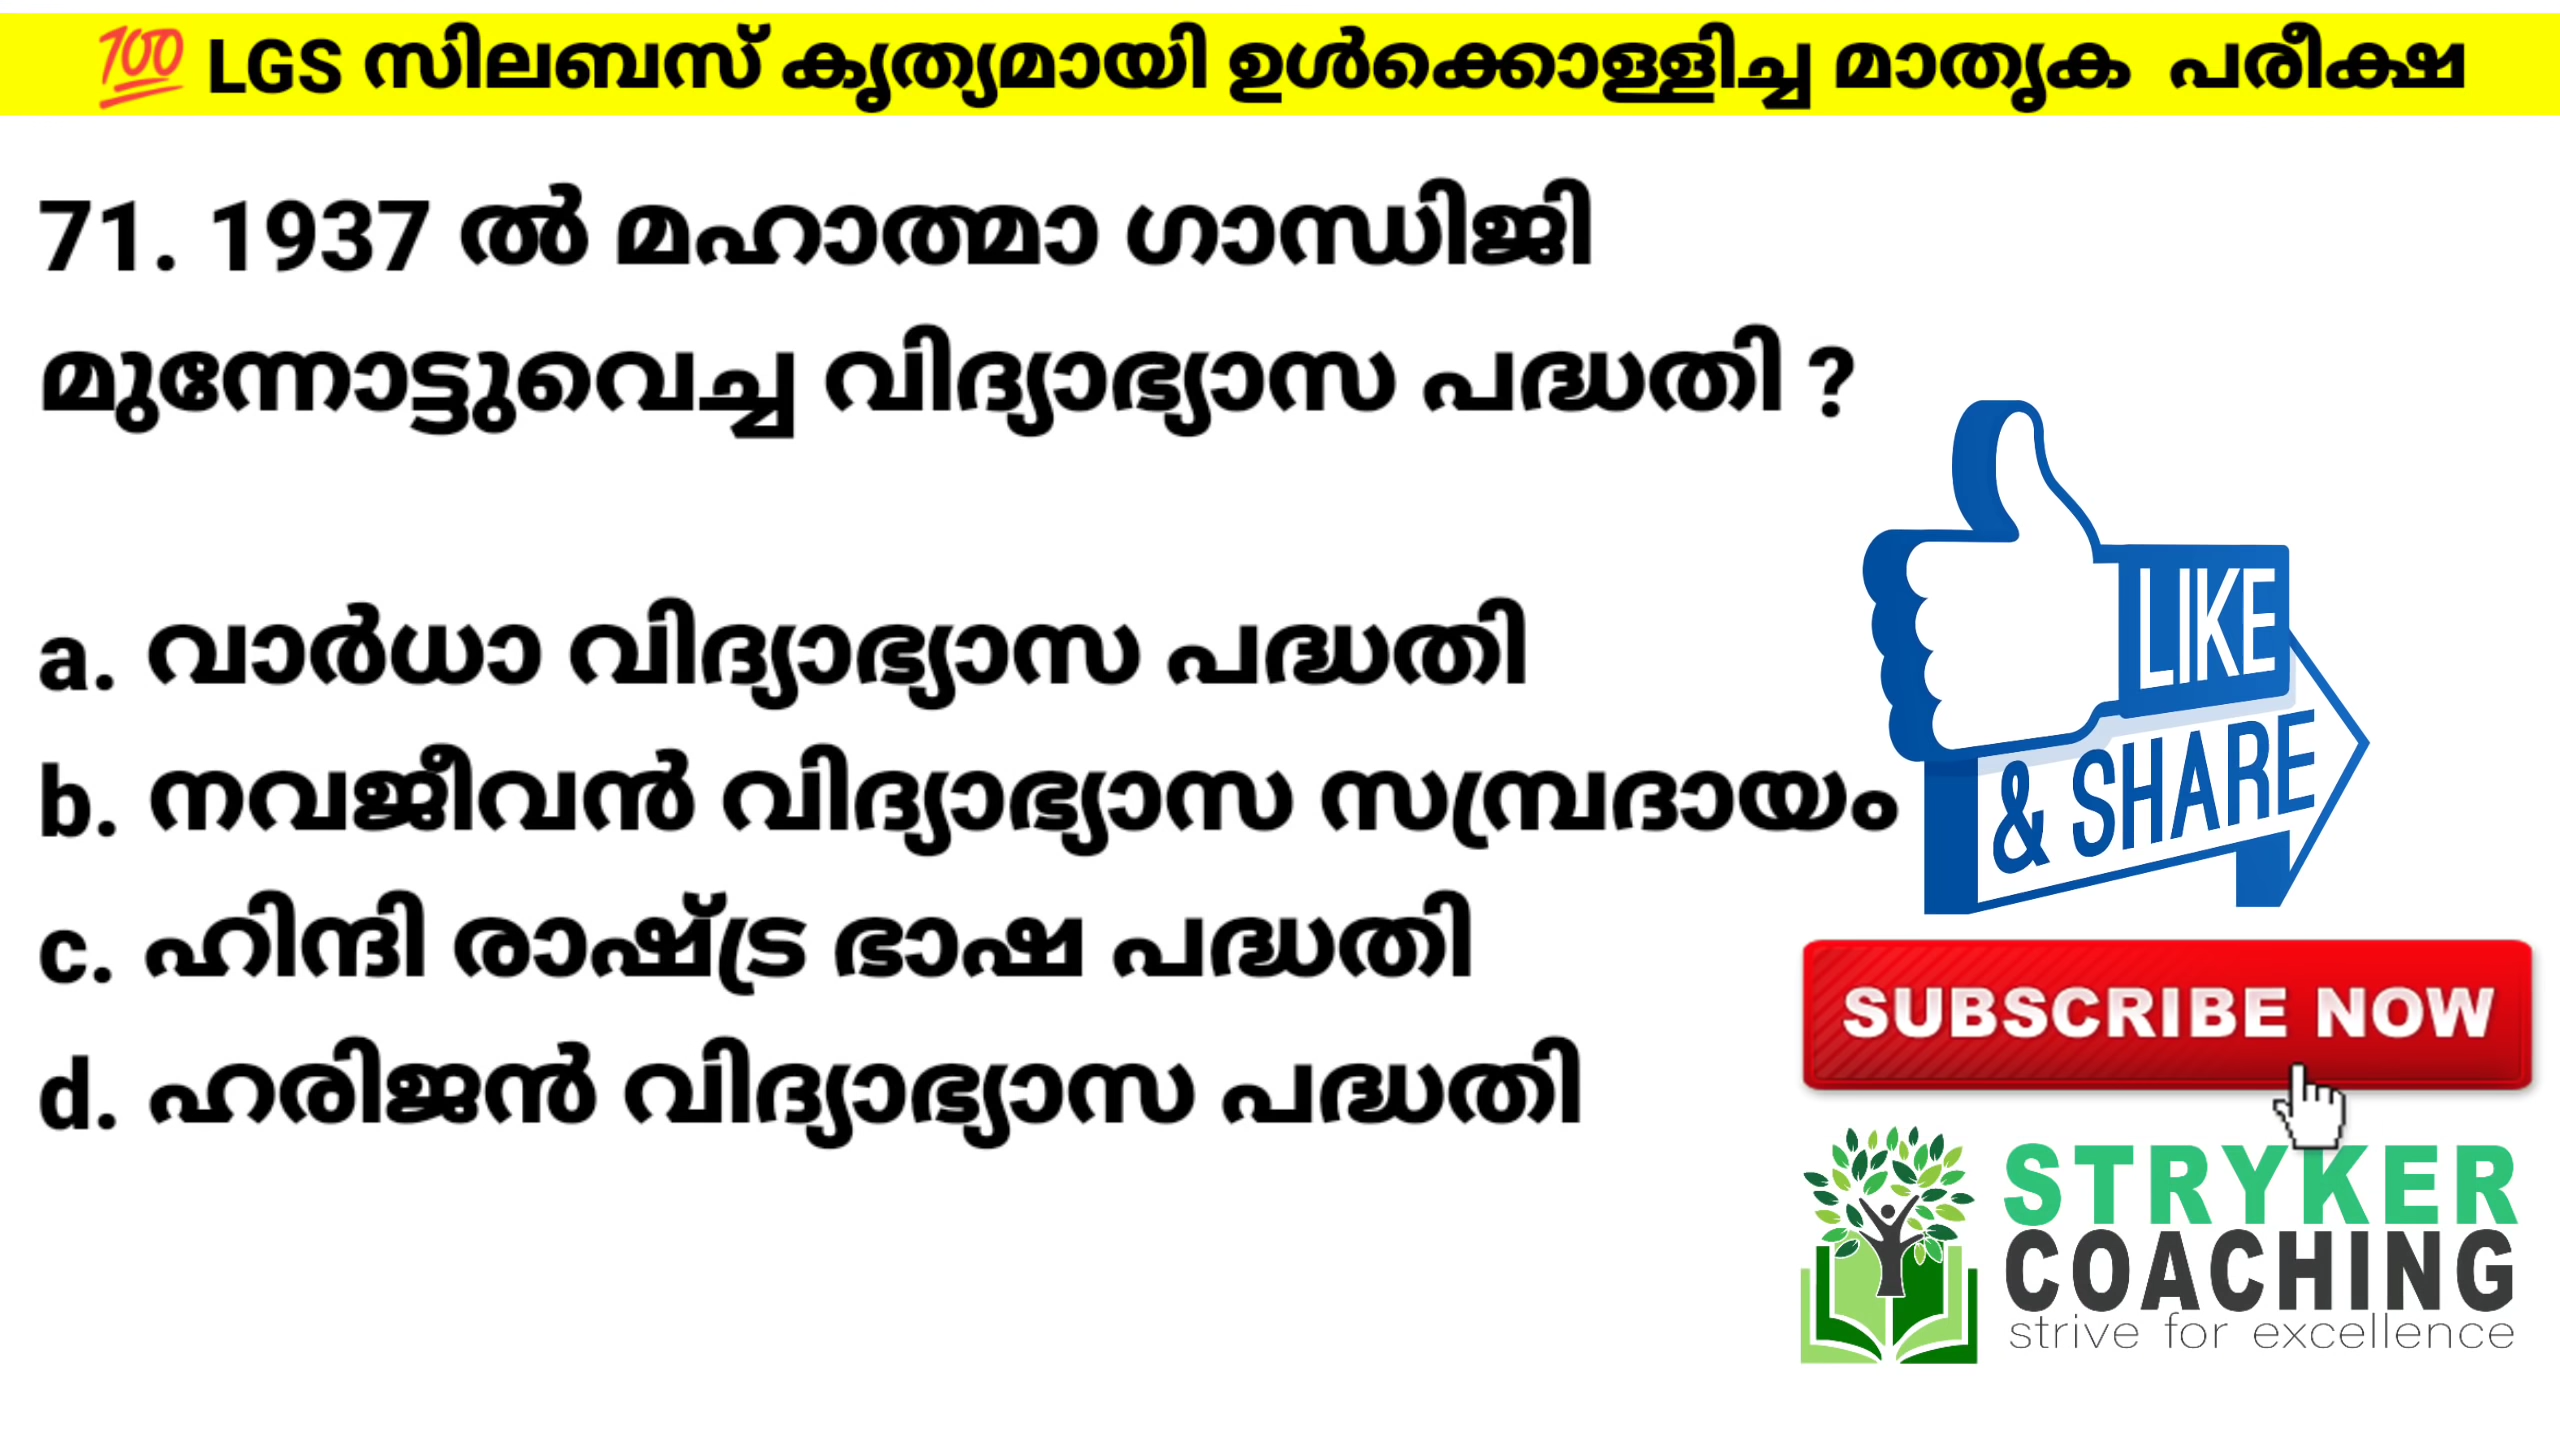 💯 LGS സിലബസ് കൃത്യമായി ഉൾക്കൊള്ളിച്ച മാതൃക പരീക്ഷ
71. 1937 ൽ മഹാത്മാ ഗാന്ധിജി
മുന്നോട്ടുവെച്ച വിദ്യാഭ്യാസ പദ്ധതി ?
a. വാർധാ വിദ്യാഭ്യാസ പദ്ധതി
b. നവജീവൻ വിദ്യാഭ്യാസ സമ്പ്രദായം
c. ഹിന്ദി രാഷ്ട്ര ഭാഷ പദ്ധതി
d. ഹരിജൻ വിദ്യാഭ്യാസ പദ്ധതി
LIKE
& SHARE
SUBSCRIBE NOW
STRYKER
COACHING
strive for excellence